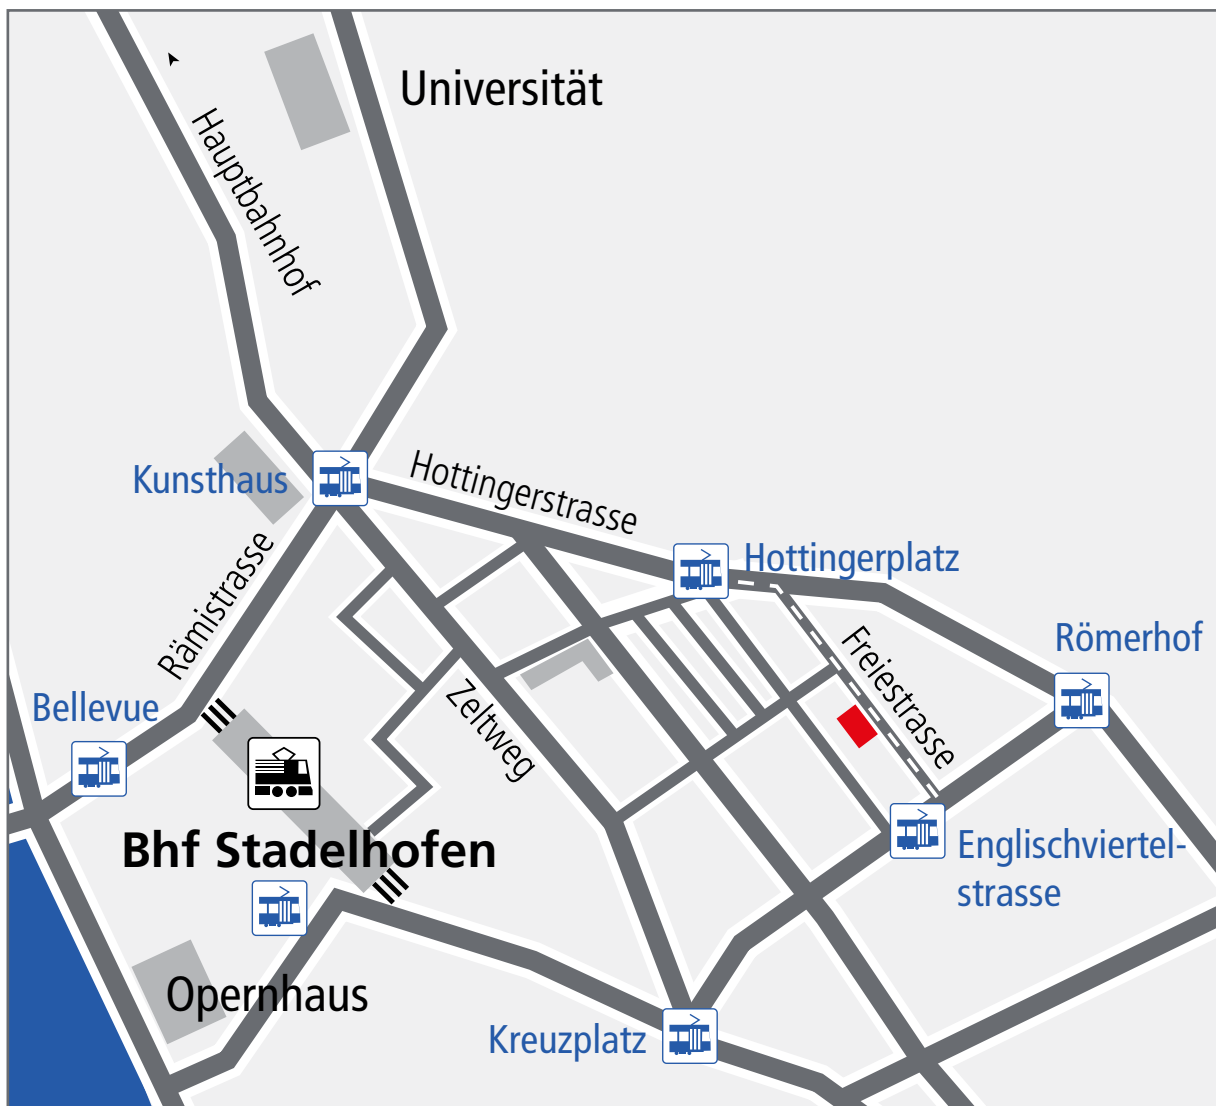 Universität
Hauptbahnhof
Kunsthaus
Hottingerstrasse
Hottingerplatz
Rämistrasse
Freiestrasse
Römerhof
Bellevue
Zeltweg
Bhf Stadelhofen
Englischviertel-
strasse
Opernhaus
Kreuzplatz